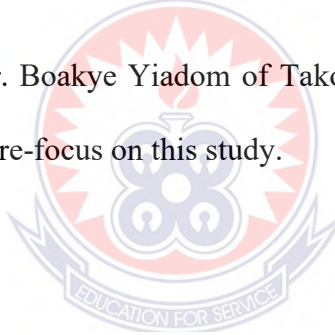 r. Boakye Yiadom of Tako
re-focus on this study.
EDUCATION FOR SERVICE